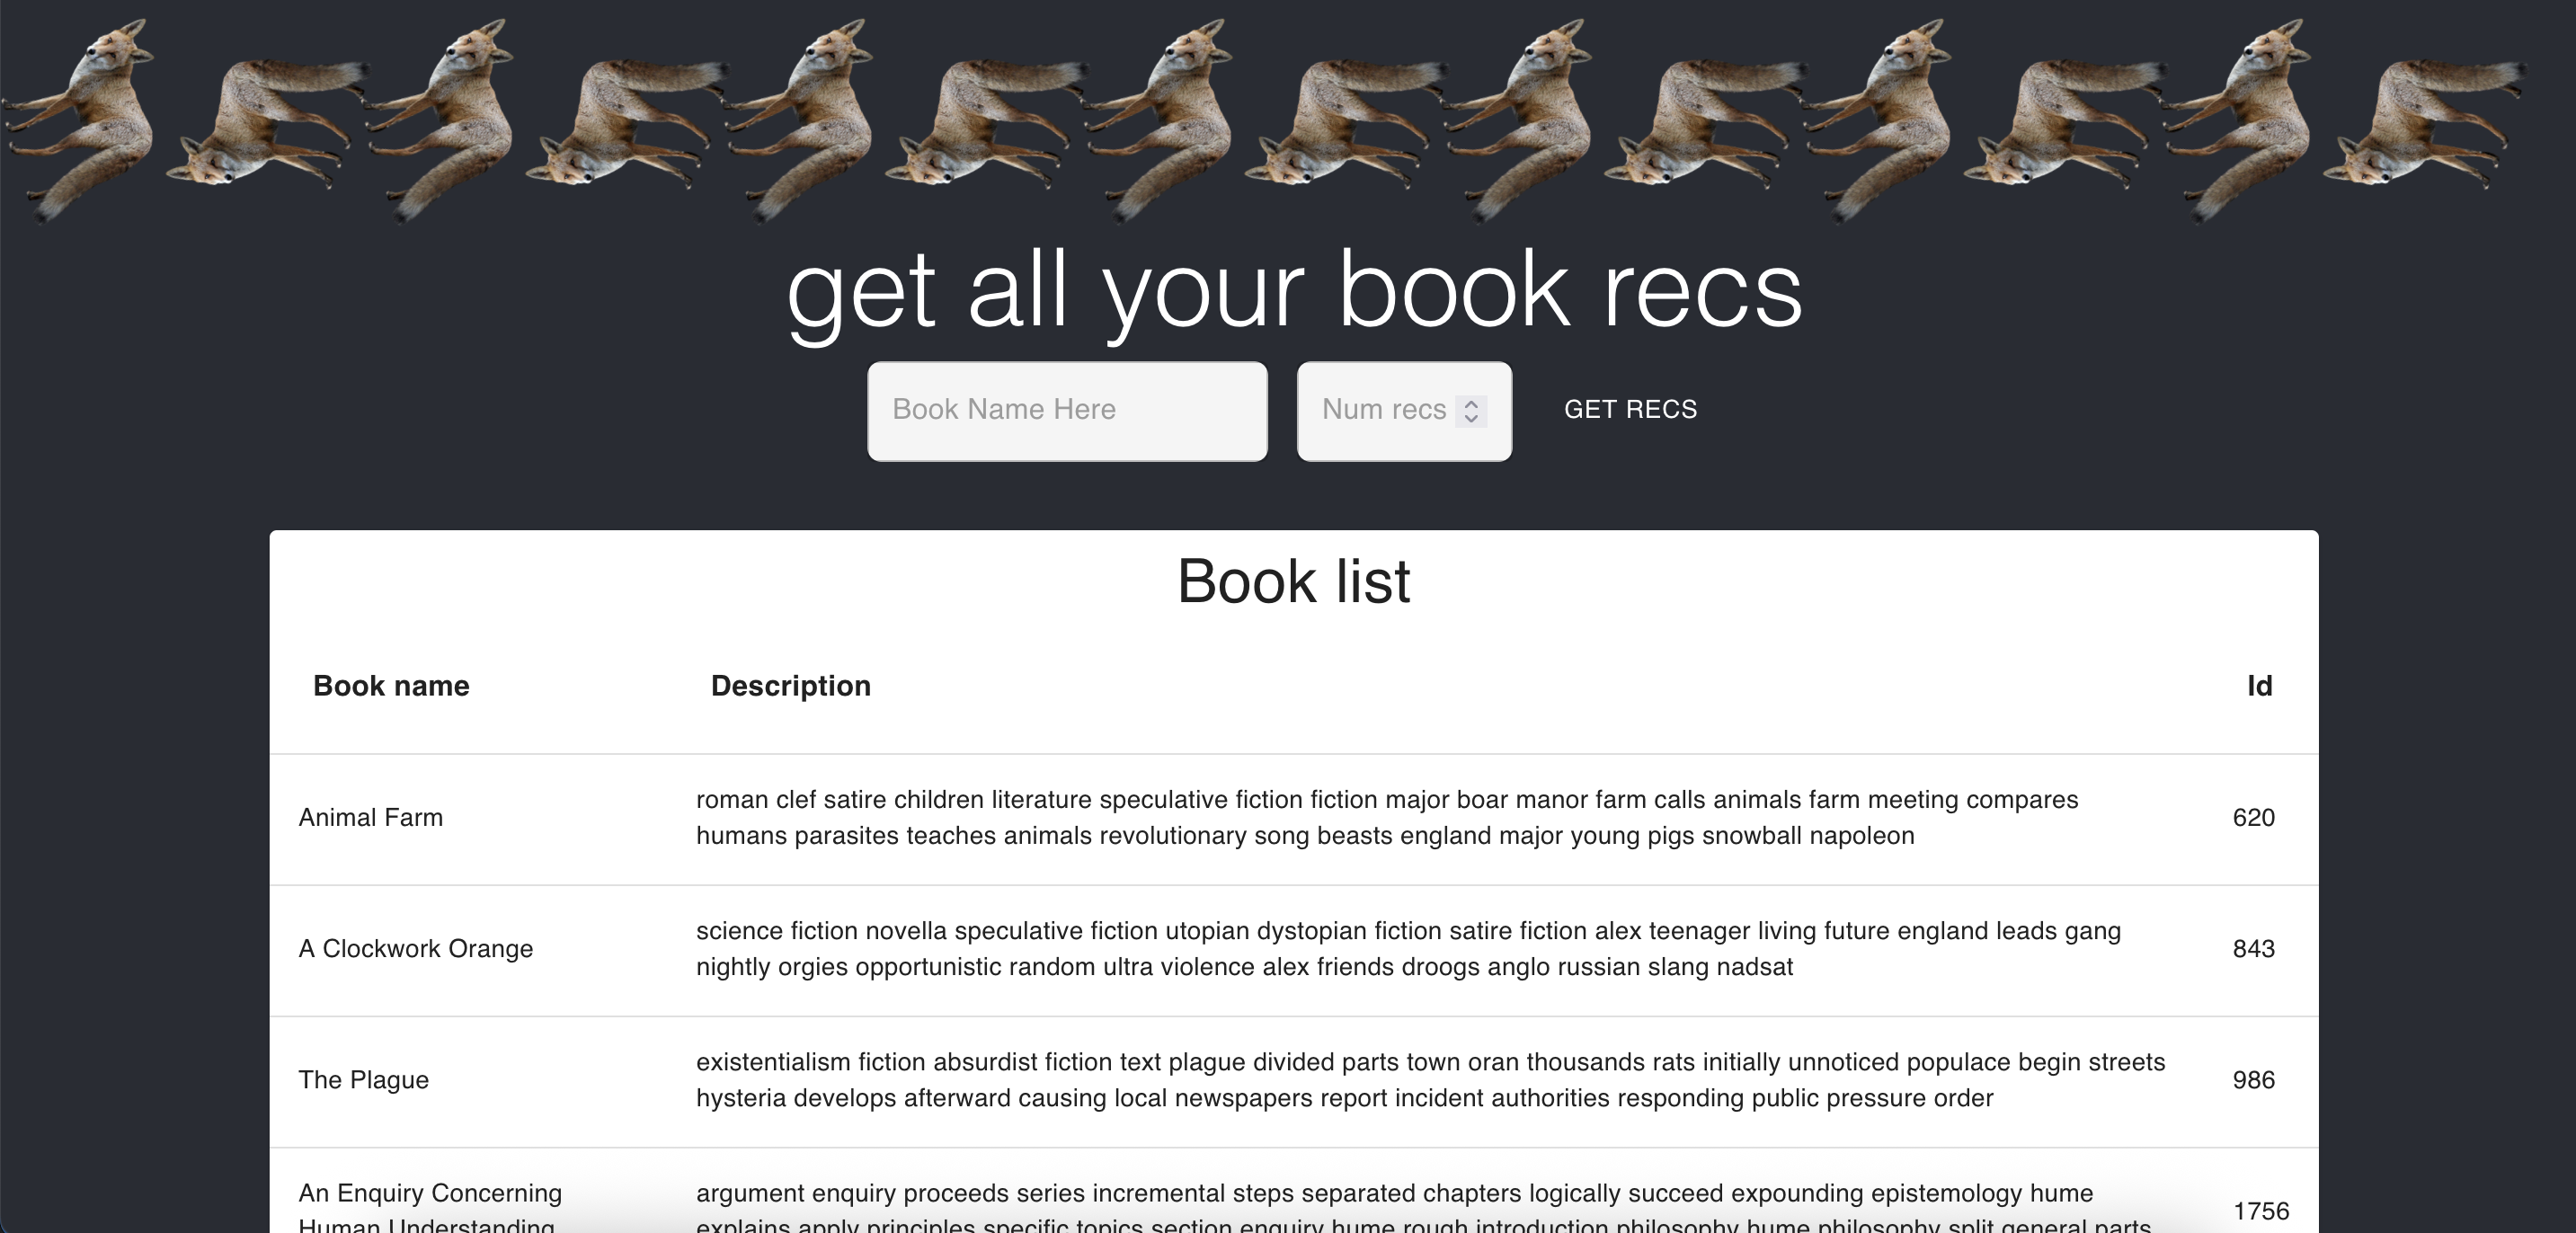 get all your book recs
Book Name Here
Num recs
GET RECS
Book list
Book name Description Id
Animal Farm
roman clef satire children literature speculative fiction fiction major boar manor farm calls animals farm meeting compares
humans parasites teaches animals revolutionary song beasts england major young pigs snowball napoleon
620
A Clockwork Orange
science fiction novella speculative fiction utopian dystopian fiction satire fiction alex teenager living future england leads gang
nightly orgies opportunistic random ultra violence alex friends droogs anglo russian slang nadsat
843
The Plague
existentialism fiction absurdist fiction text plague divided parts town oran thousands rats initially unnoticed populace begin streets
hysteria develops afterward causing local newspapers report incident authorities responding public pressure order
986
An Enquiry Concerning
Human Understanding
argument enquiry proceeds series incremental steps separated chapters logically succeed expounding epistemology hume
explains apply principles specific topics section enquiry hume rough introduction philosophy hume philosophy split general parts
1756